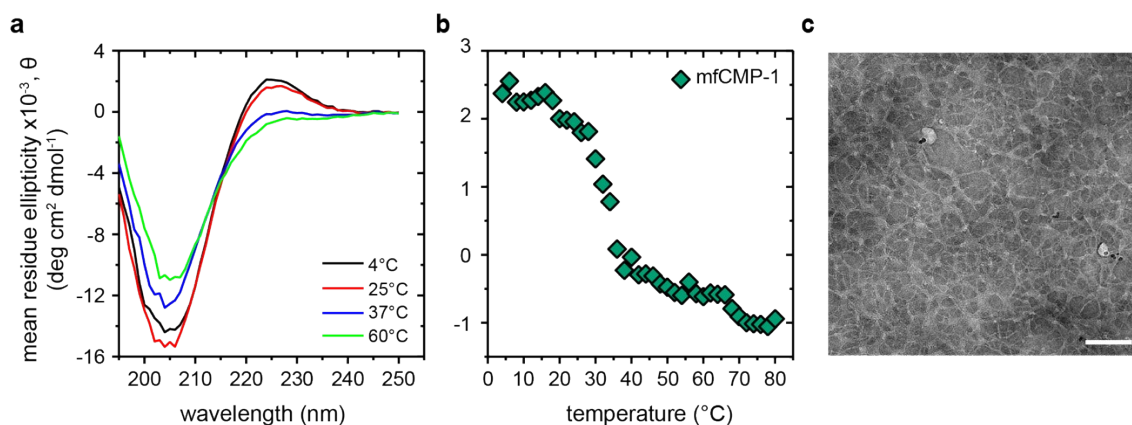 a
mean residue ellipticity x10-3, θ
(deg cm2 dmol-1)
4
0
-4
-8
-12
-16
200
210
220
230
240
250
wavelength (nm)
4°C
25°C
37°C
60°C
b
3
2
1
0
-1
0
10
20
30
40
50
60
70
80
temperature (°C)
mfCMP-1
c